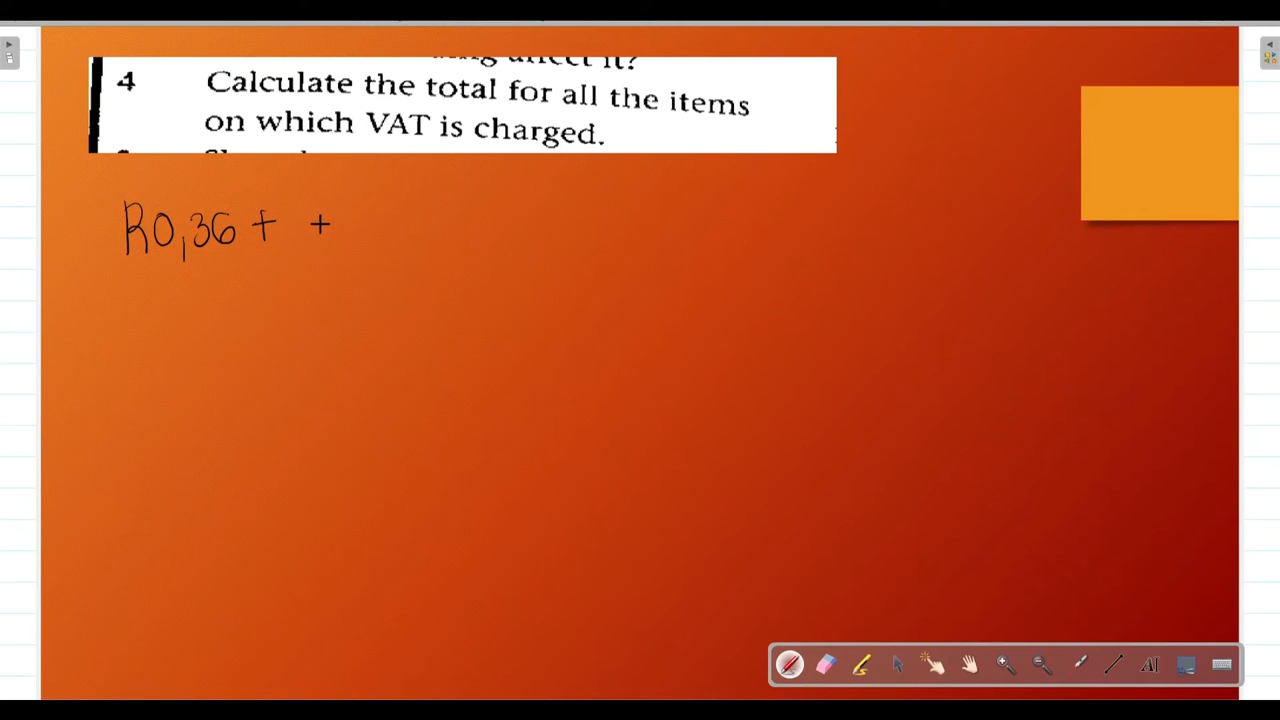 4 Calculate the total for all the items
on which VAT is charged.
R0,36 + +